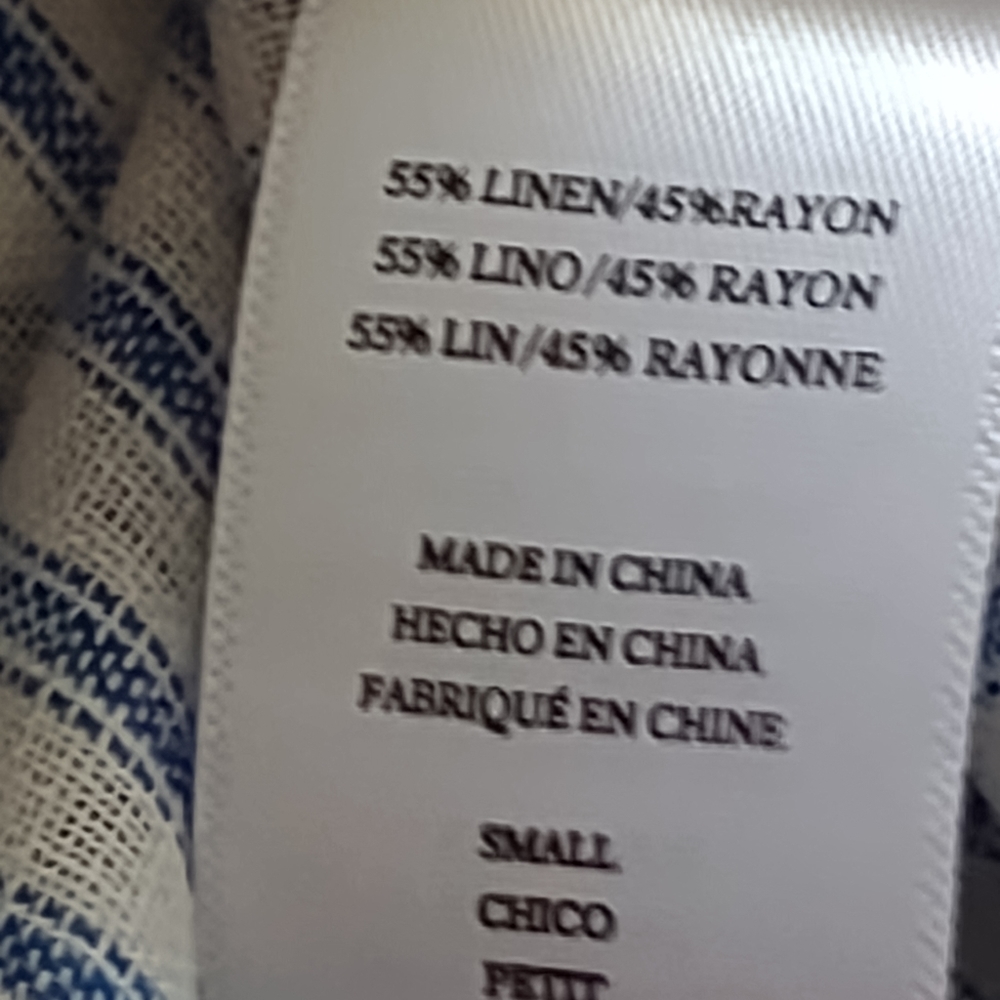 55% LINEN/45%RAYON
55% LINO/45% RAYON
55% LIN/45% RAYONNE
MADE IN CHINA
HECHO EN CHINA
FABRIQUÉ EN CHINE
SMALL
CHICO
PETIT